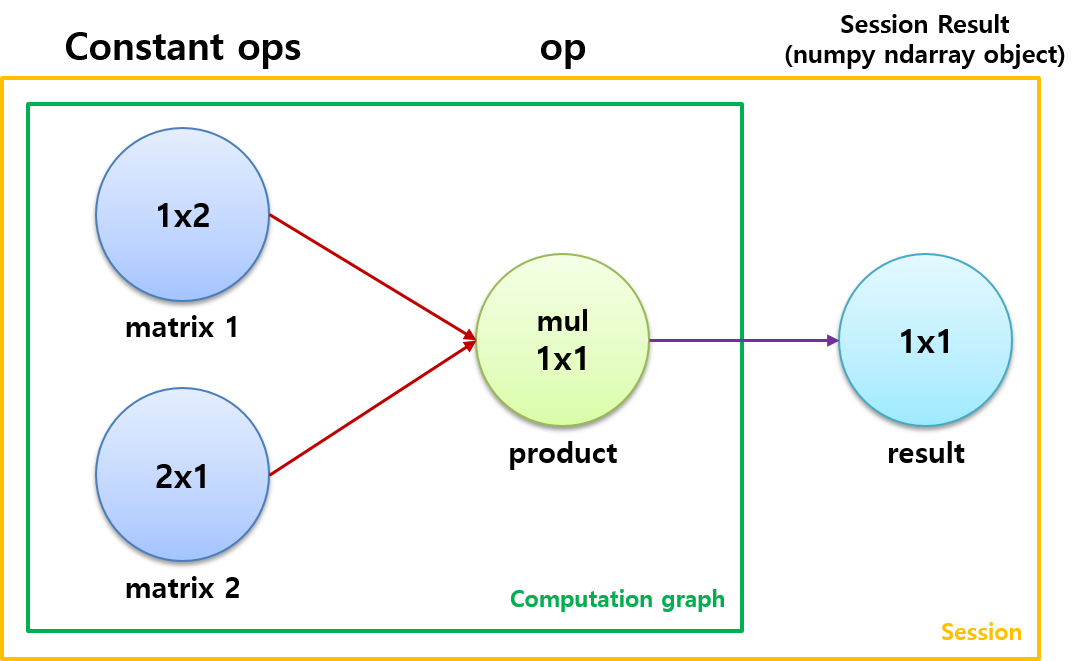 Constant ops
op
Session Result
(numpy ndarray object)
1x2
matrix 1
mul
1x1
product
1x1
result
2x1
matrix 2
Computation graph
Session